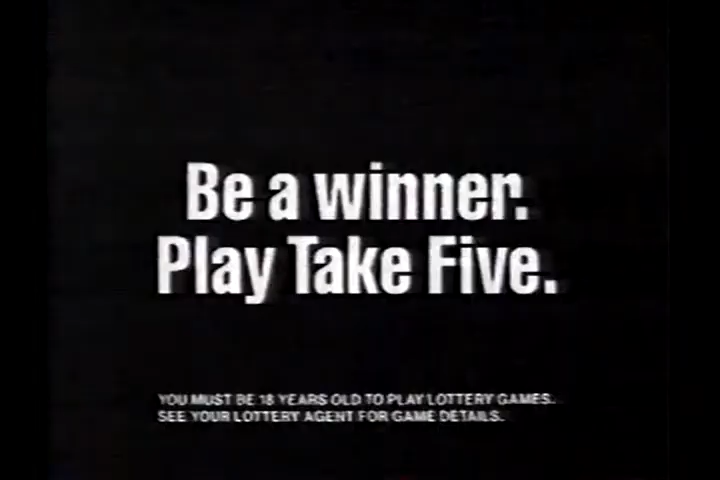 Be a winner.
Play Take Five.
YOU MUST BE 18 YEARS OLD TO PLAY LOTTERY GAMES.
SEE YOUR LOTTERY AGENT FOR GAME DETAILS.